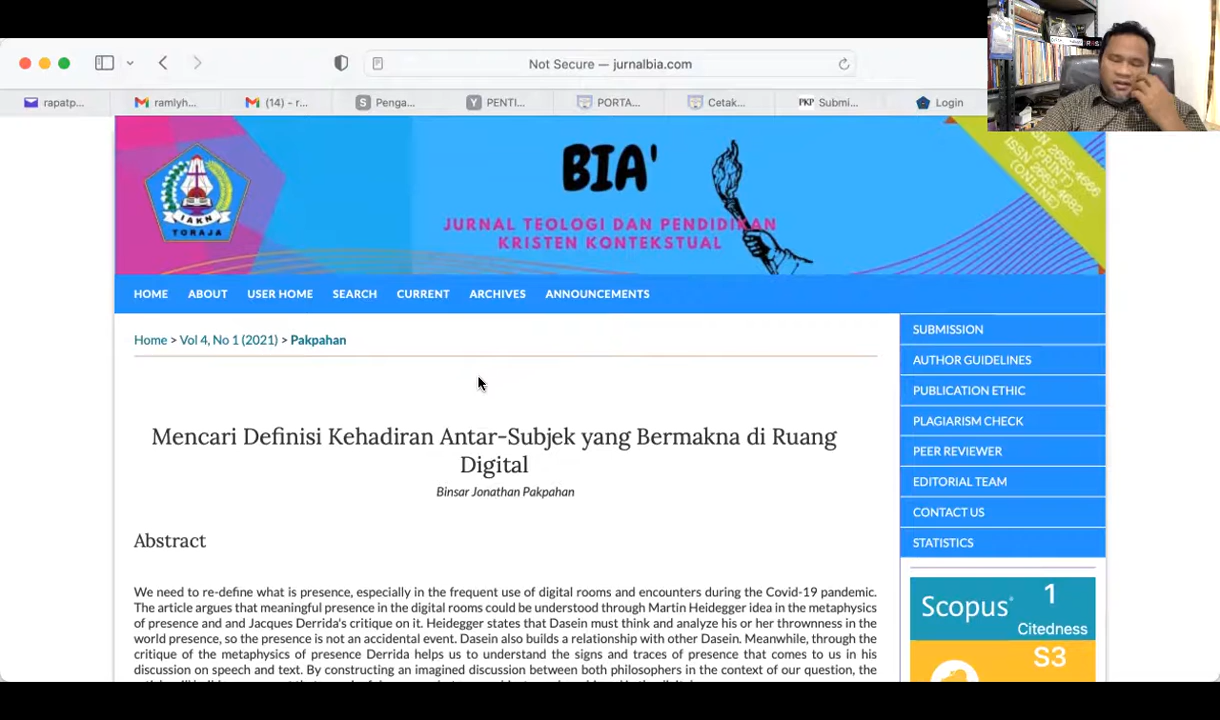 Not Secure — jurnalbia.com
rapatp...
ramlyh...
(14) – r...
S Penga...
Y PENTI...
PORTA...
Cetak...
PKP Submi...
Login
BIA'
JURNAL TEOLOGI DAN PENDIDIKAN
KRISTEN KONTEKSTUAL
IAKN
TORAJA
ISSN 2655-4666
(PRINT)
ISSN 2655-4682
(ONLINE)
HOME ABOUT USER HOME SEARCH CURRENT ARCHIVES ANNOUNCEMENTS
Home > Vol 4, No 1 (2021) > Pakpahan
Mencari Definisi Kehadiran Antar-Subjek yang Bermakna di Ruang
Digital
Binsar Jonathan Pakpahan
Abstract
We need to re-define what is presence, especially in the frequent use of digital rooms and encounters during the Covid-19 pandemic.
The article argues that meaningful presence in the digital rooms could be understood through Martin Heidegger idea in the metaphysics
of presence and and Jacques Derrida's critique on it. Heidegger states that Dasein must think and analyze his or her thrownness in the
world presence, so the presence is not an accidental event. Dasein also builds a relationship with other Dasein. Meanwhile, through the
critique of the metaphysics of presence Derrida helps us to understand the signs and traces of presence that comes to us in his
discussion on speech and text. By constructing an imagined discussion between both philosophers in the context of our question, the
SUBMISSION
AUTHOR GUIDELINES
PUBLICATION ETHIC
PLAGIARISM CHECK
PEER REVIEWER
EDITORIAL TEAM
CONTACT US
STATISTICS
Scopus 1
Citedness
S3